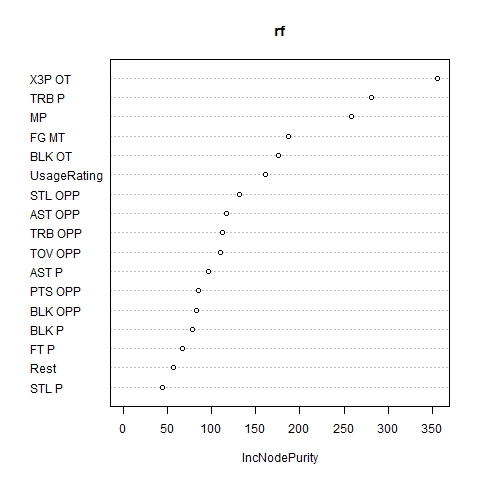 rf
X3P OT
TRB P
MP
FG MT
BLK OT
UsageRating
STL OPP
AST OPP
TRB OPP
TOV OPP
AST P
PTS OPP
BLK OPP
BLK P
FT P
Rest
STL P
0 50 100 150 200 250 300 350
IncNodePurity